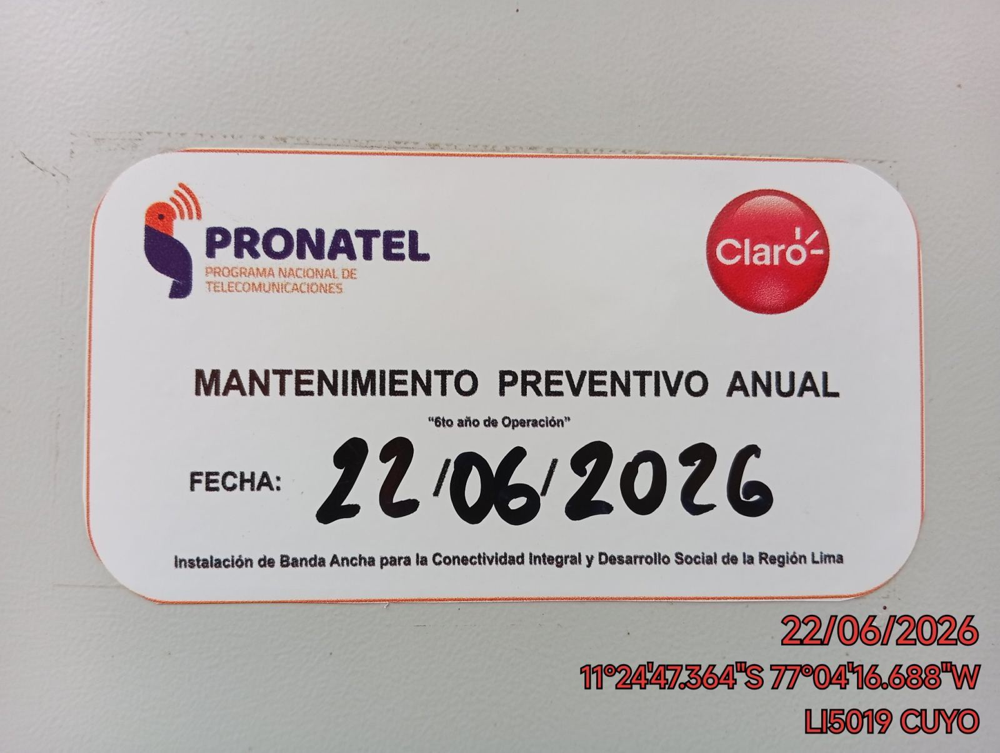 PRONATEL
PROGRAMA NACIONAL DE
TELECOMUNICACIONES
Claro
MANTENIMIENTO PREVENTIVO ANUAL
“6to año de Operación”
FECHA: 22/06/2026
Instalación de Banda Ancha para la Conectividad Integral y Desarrollo Social de la Región Lima
22/06/2026
11°24'47.364"S 77°04'16.688"W
LI5019 CUYO